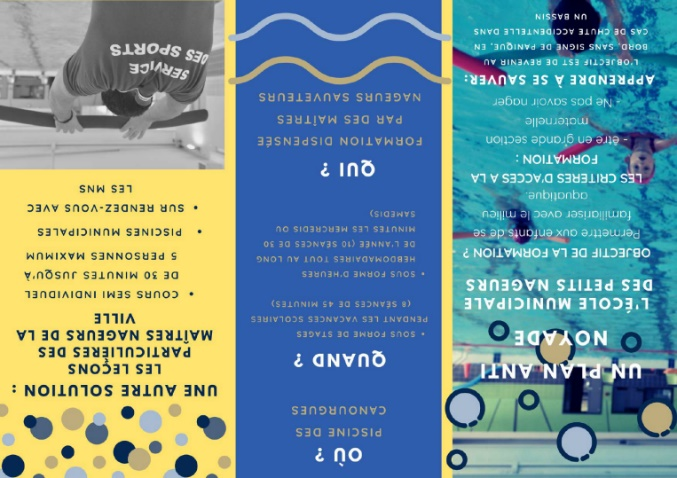 UN PLAN ANTI
NOYADE
L'ÉCOLE MUNICIPALE
DES PETITS NAGEURS
OBJECTIF DE LA FORMATION ?
Permettre aux enfants de se
familiariser avec le milieu
aquatique.
LES CRITERES D'ACCES A LA
FORMATION :
- être en grande section
maternelle
- Ne pas savoir nager
APPRENDRE À SE SAUVER:
L'OBJECTIF EST DE REVENIR AU
BORD, SANS SIGNE DE PANIQUE, EN
CAS DE CHUTE ACCIDENTELLE DANS
UN BASSIN
OÙ ?
PISCINE DES
CANOURGUES
QUAND ?
• SOUS FORME DE STAGES
PENDANT LES VACANCES SCOLAIRES
(8 SÉANCES DE 45 MINUTES)
• SOUS FORME D'HEURES
HEBDOMADAIRES TOUT AU LONG
DE L'ANNÉE (10 SÉANCES DE 30
MINUTES LES MERCREDIS OU
SAMEDIS)
QUI ?
FORMATION DISPENSÉE
PAR DES MAÎTRES
NAGEURS SAUVETEURS
UNE AUTRE SOLUTION :
LES LEÇONS
PARTICULIÈRES DES
MAÎTRES NAGEURS DE LA
VILLE
• COURS SEMI INDIVIDUEL
DE 30 MINUTES JUSQU'À
5 PERSONNES MAXIMUM
• PISCINES MUNICIPALES
• SUR RENDEZ-VOUS AVEC
LES MNS
SERVICE
DES SPORTS